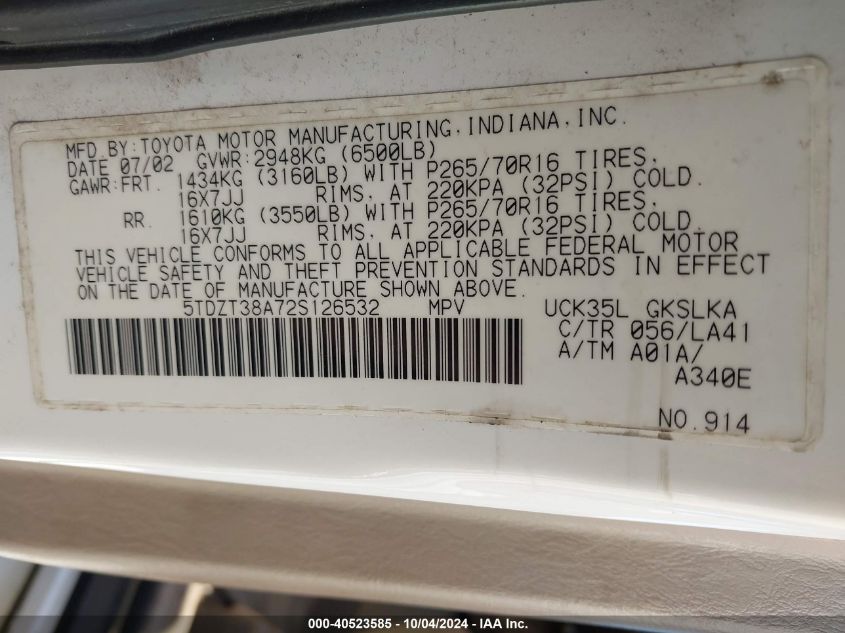 MFD.BY:TOYOTA MOTOR MANUFACTURING,INDIANA,INC.
DATE 07/02 GVWR:2948KG (6500LB)
GAWR:FRT. 1434KG (3160LB) WITH P265/70R16 TIRES,
16X7JJ RIMS, AT 220KPA (32PSI) COLD.
RR. 1610KG (3550LB) WITH P265/70R16 TIRES,
16X7JJ RIMS, AT 220KPA (32PSI) COLD.
THIS VEHICLE CONFORMS TO ALL APPLICABLE FEDERAL MOTOR
VEHICLE SAFETY AND THEFT PREVENTION STANDARDS IN EFFECT
ON THE DATE OF MANUFACTURE SHOWN ABOVE.
5TDZT38A72S126532 MPV UCK35L GKSLKA
C/TR 056/LA41
A/TM A01A/
A340E
NO.914
000-40523585 - 10/04/2024 - IAA Inc.